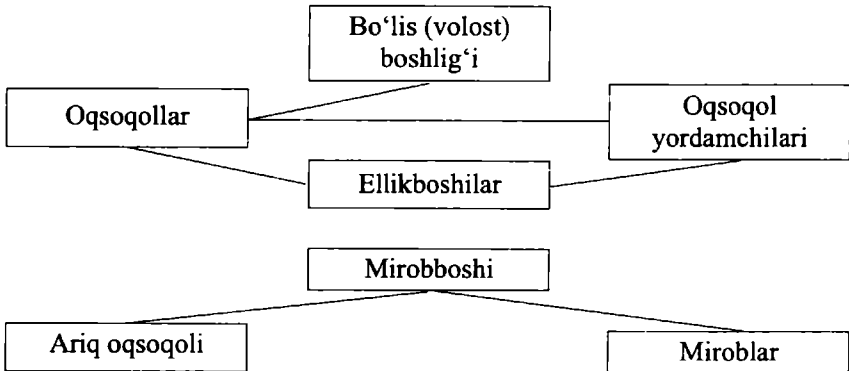 Bo‘lis (volost)
boshlig‘i
Oqsoqollar
Oqsoqol
yordamchilari
Ellikboshilar
Mirobboshi
Ariq oqsoqoli
Miroblar